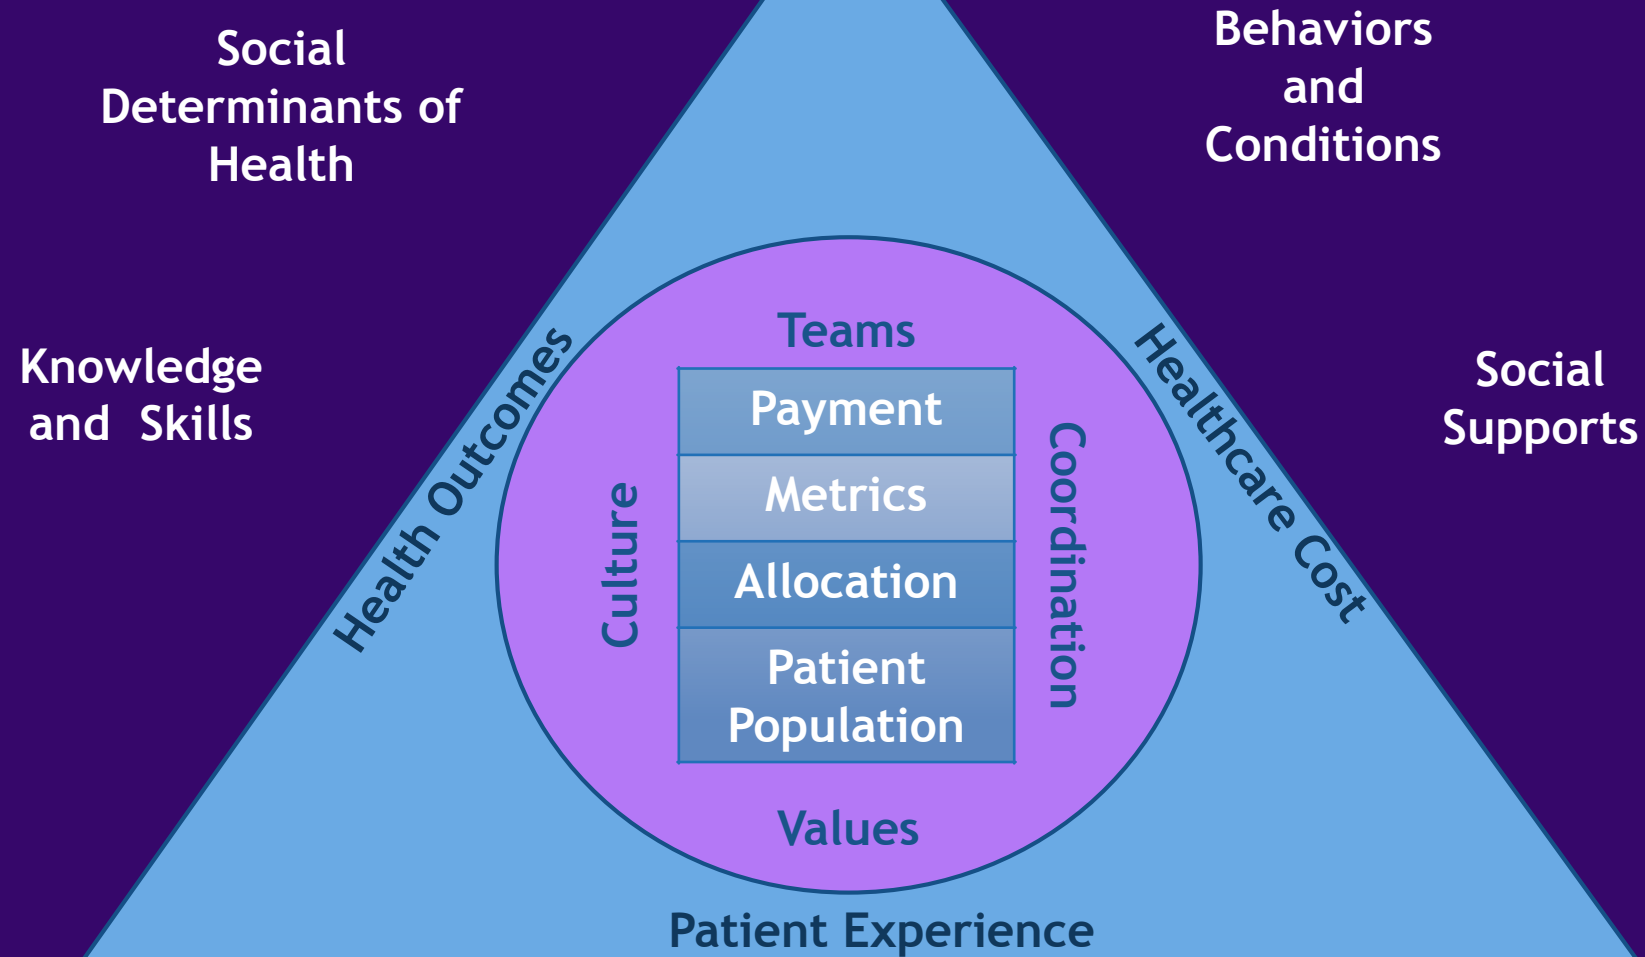 Social
Determinants of
Health
Behaviors
and
Conditions
Knowledge
and  Skills
Social
Supports
Health Outcomes
Healthcare Cost
Teams
Culture
Payment
Metrics
Allocation
Patient
Population
Coordination
Values
Patient Experience